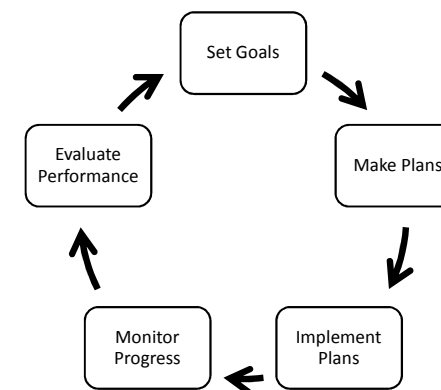 Set Goals
Make Plans
Implement
Plans
Monitor
Progress
Evaluate
Performance